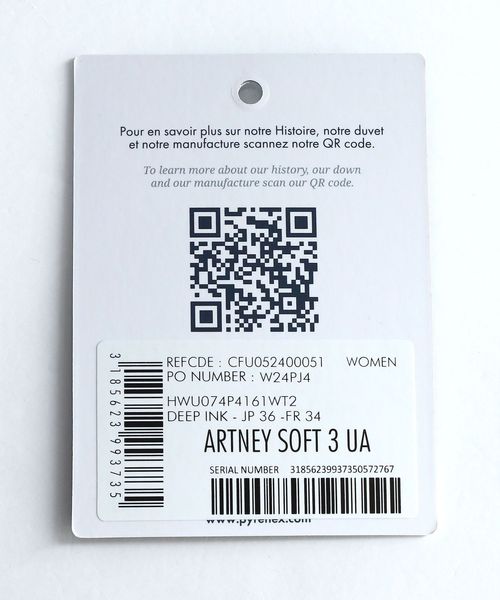 Pour en savoir plus sur notre Histoire, notre duvet
et notre manufacture scannez notre QR code.
To learn more about our history, our down
and our manufacture scan our QR code.
3185623993735
REFCDE : CFU052400051 WOMEN
PO NUMBER : W24PJ4
HWU074P4161WT2
DEEP INK - JP 36 -FR 34
ARTNEY SOFT 3 UA
SERIAL NUMBER 31856239937350572767
www.pyrenex.com